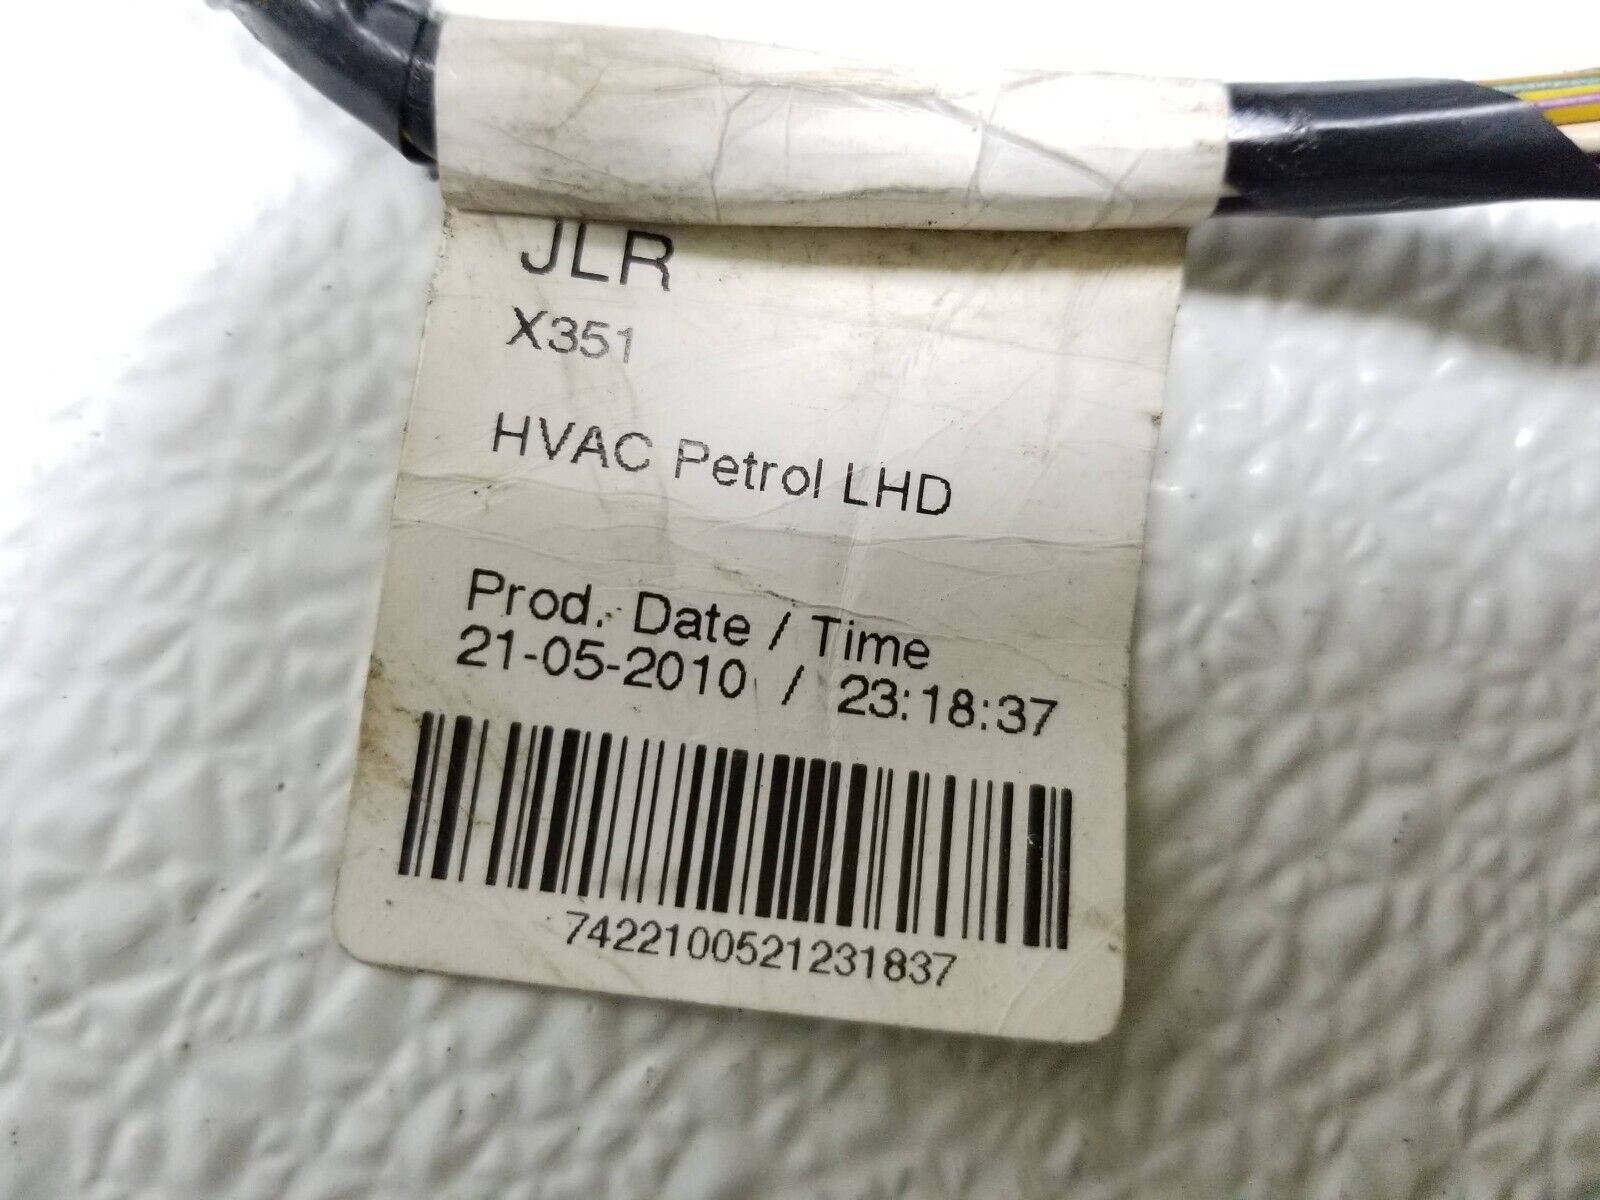 JLR
X351
HVAC Petrol LHD
Prod. Date / Time
21-05-2010 / 23:18:37
7422100521231837